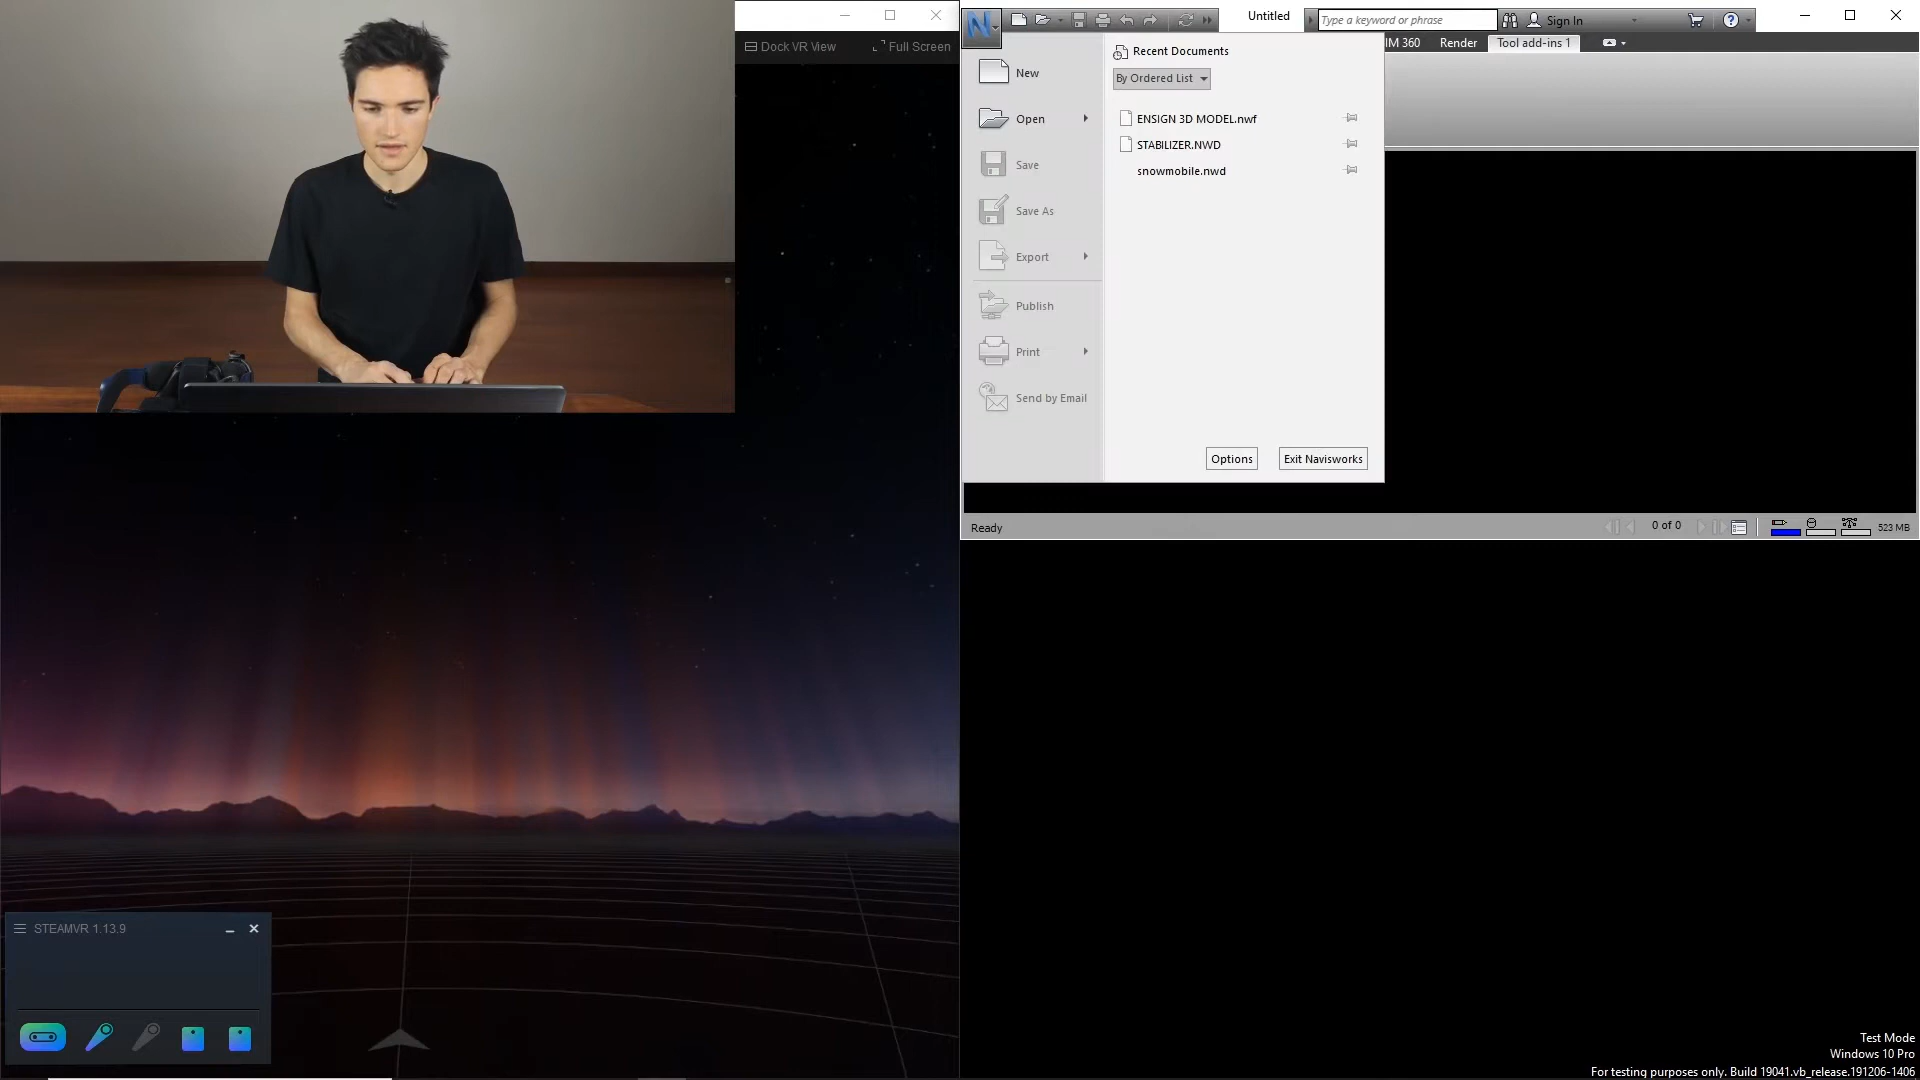 Dock VR View
Full Screen
N
Untitled
Type a keyword or phrase
Sign In
?
IM 360
Render
Tool add-ins 1
New
Open
Save
Save As
Export
Publish
Print
Send by Email
Recent Documents
By Ordered List
ENSIGN 3D MODEL.nwf
STABILIZER.NWD
snowmobile.nwd
Options
Exit Navisworks
Ready
0 of 0
523 MB
STEAMVR 1.13.9
Test Mode
Windows 10 Pro
For testing purposes only. Build 19041.vb_release.191206-1406